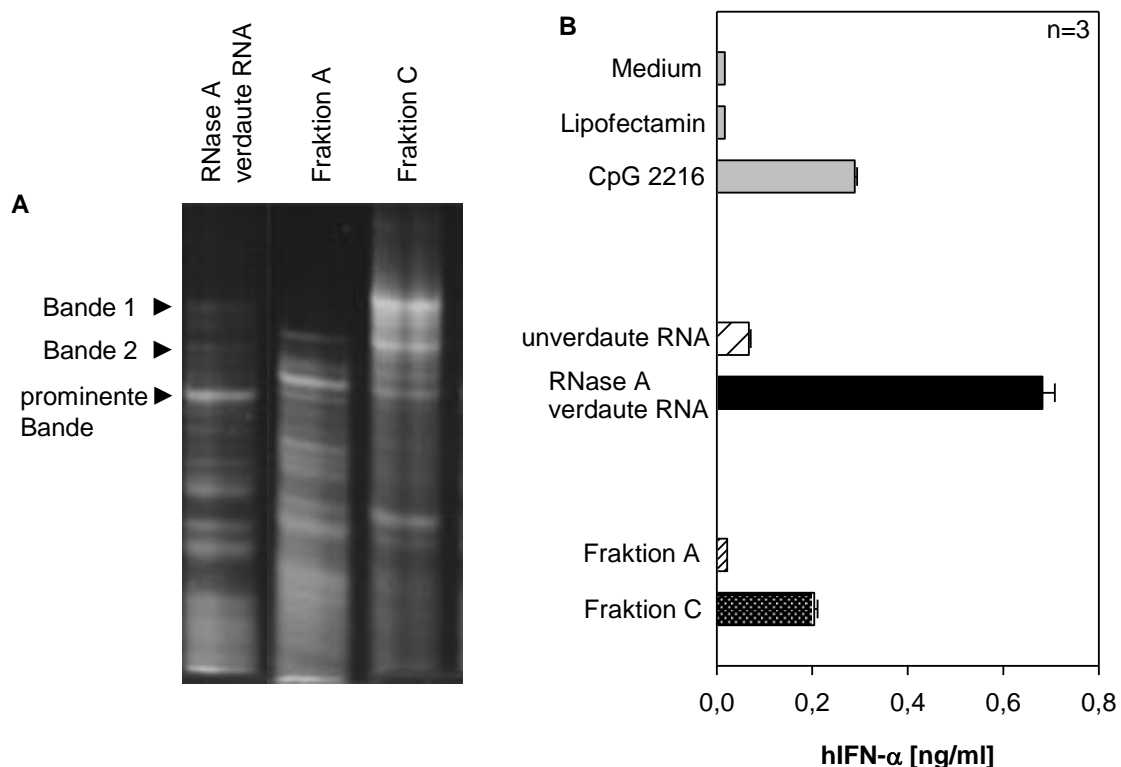 A
RNase A
verdaute RNA
Fraktion A
Fraktion C
Bande 1
Bande 2
prominente
Bande
B
n=3
Medium
Lipofectamin
CpG 2216
unverdaute RNA
RNase A
verdaute RNA
Fraktion A
Fraktion C
0,0 0,2 0,4 0,6 0,8
hIFN-α [ng/ml]